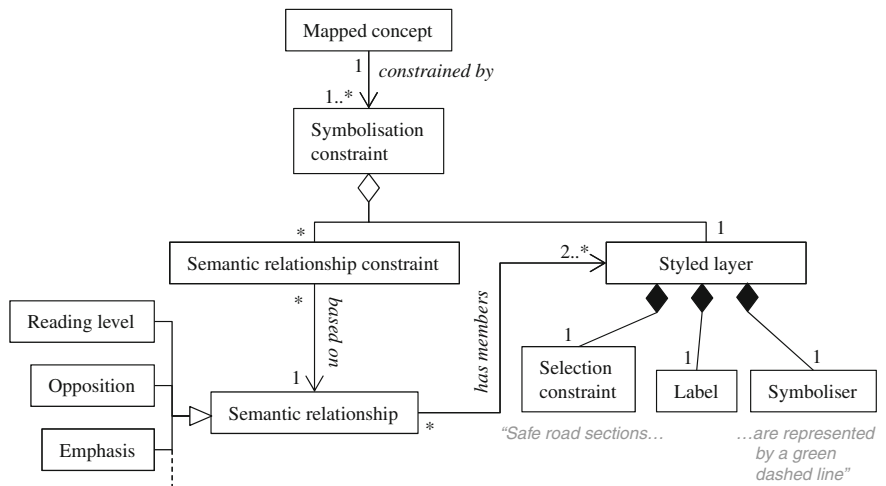 Mapped concept
1
constrained by
1..*
Symbolisation
constraint
*
1
Semantic relationship constraint
2..*
Styled layer
*
based on
has members
Reading level
1
1
1
Selection
constraint
Label
Symboliser
Opposition
1
Semantic relationship
*
Emphasis
"Safe road sections…
…are represented
by a green
dashed line"